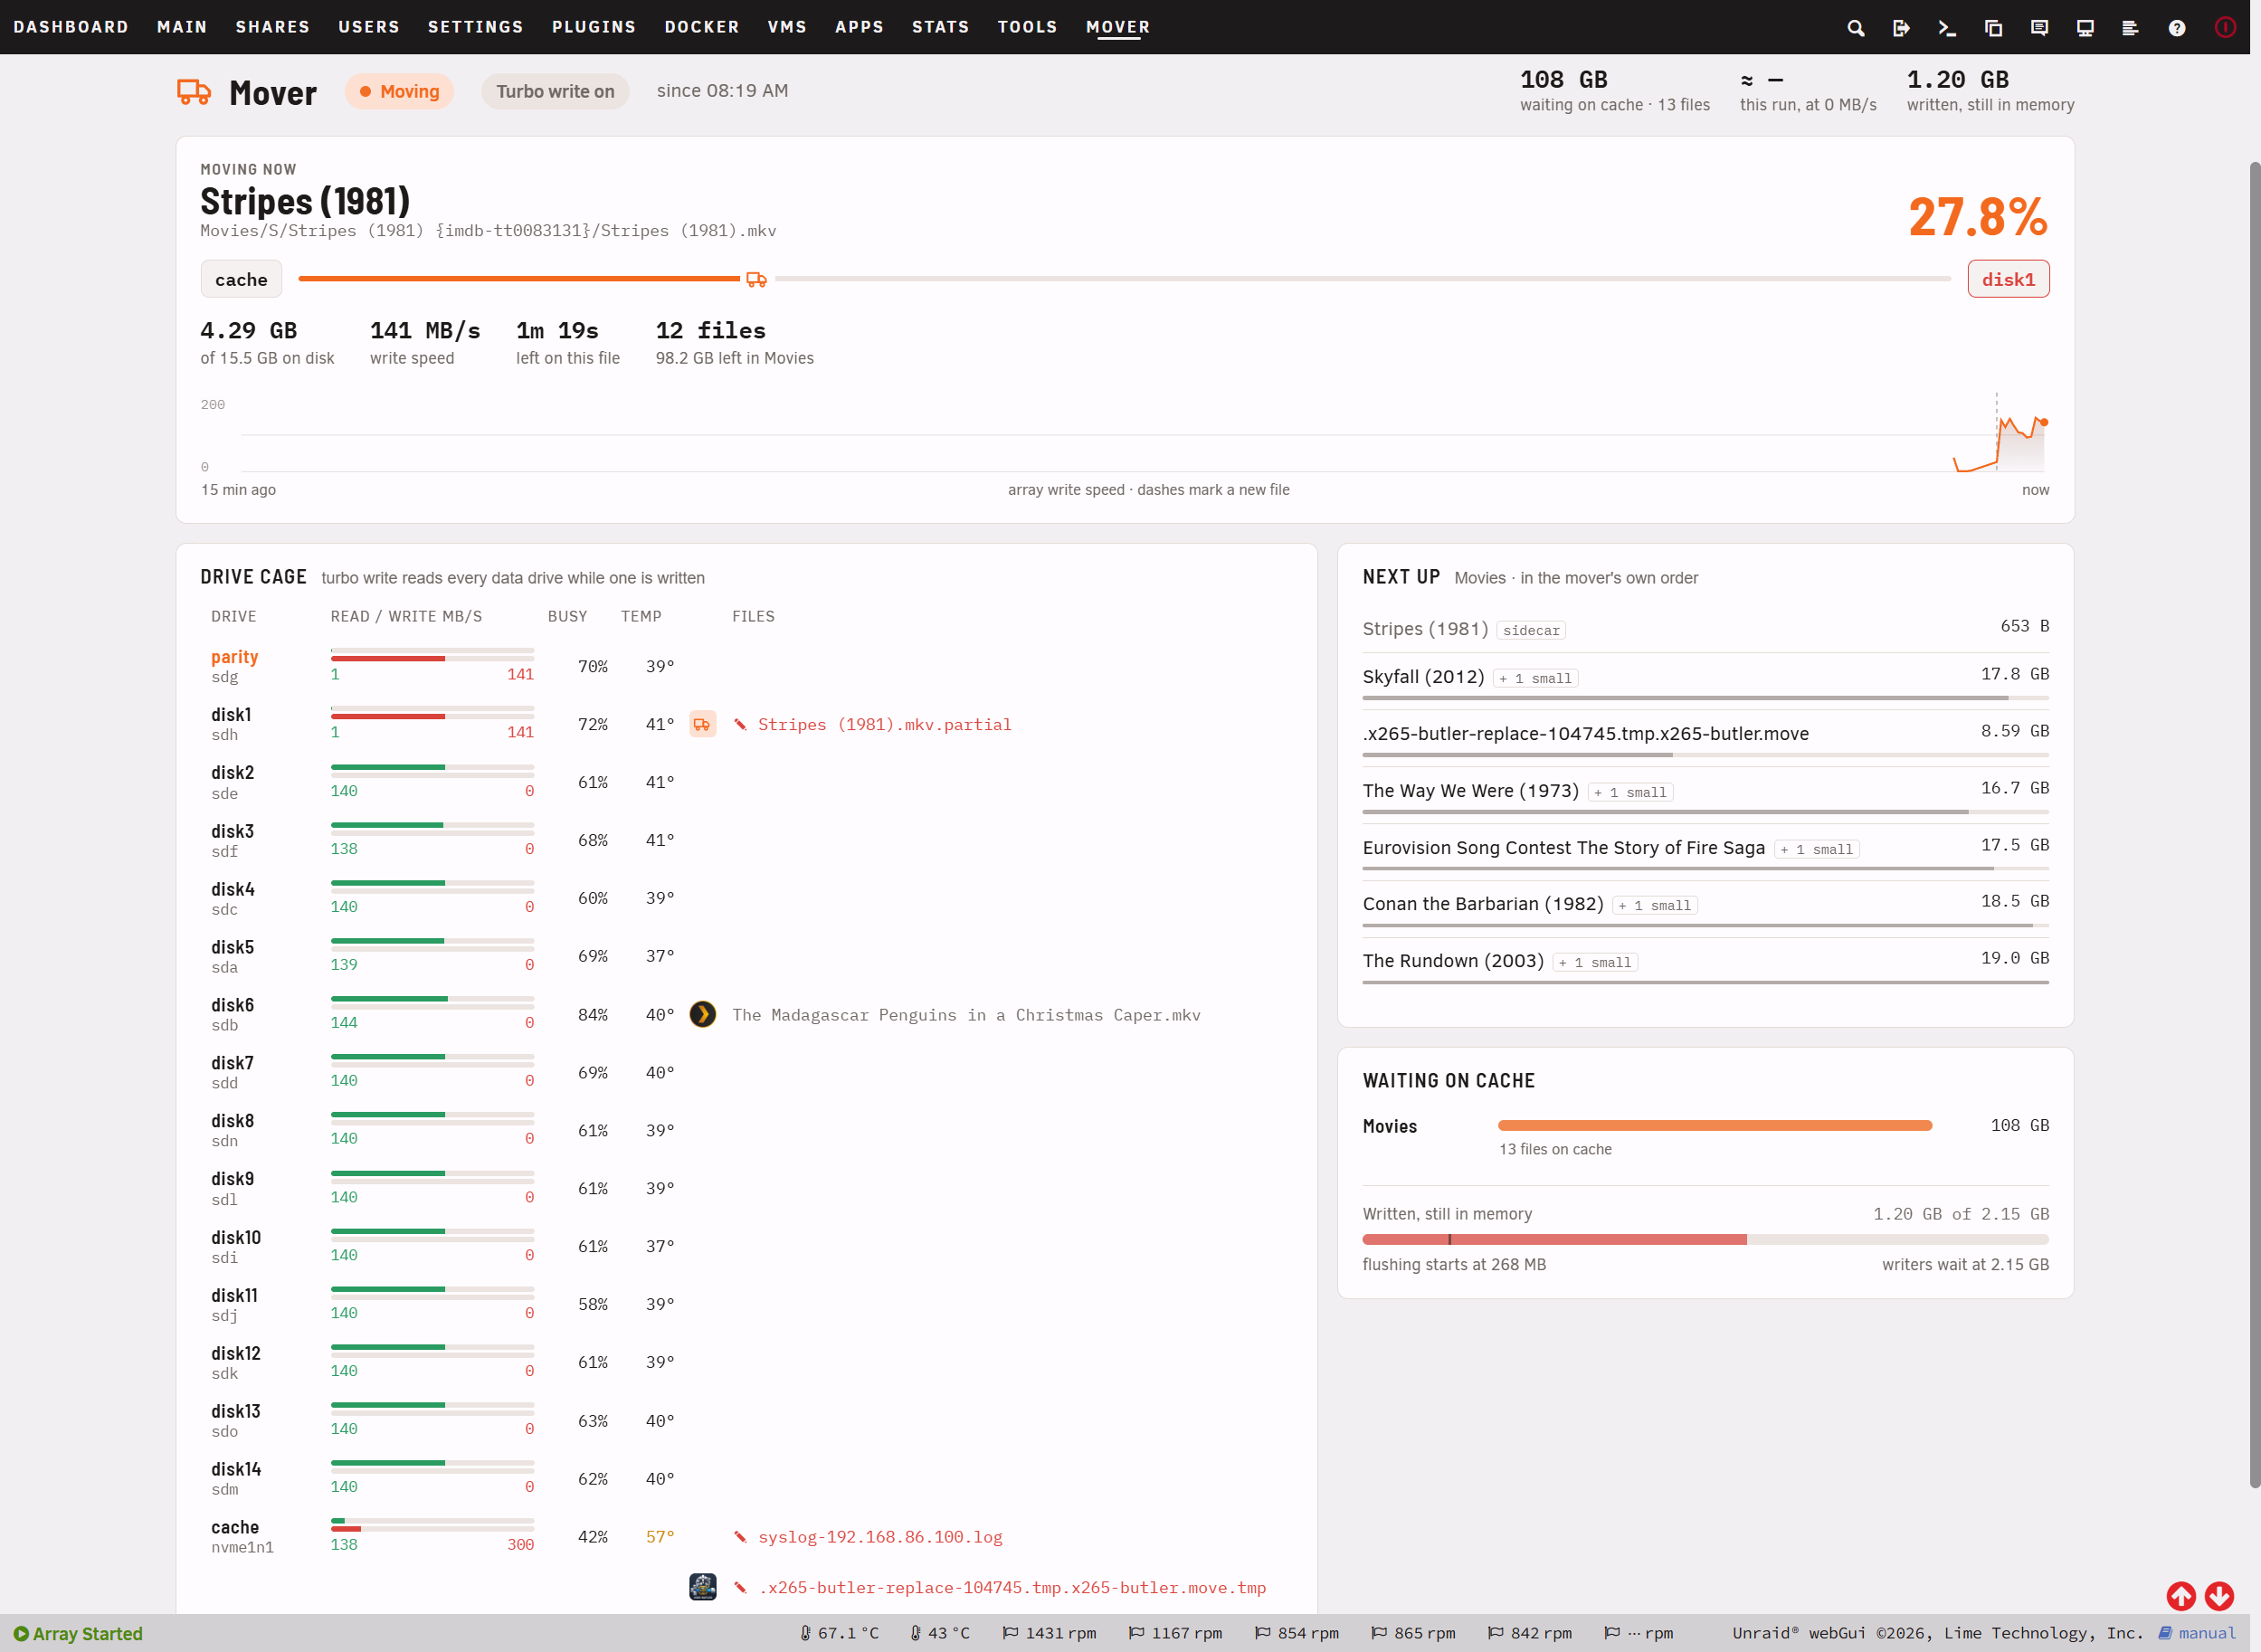 DASHBOARD MAIN SHARES USERS SETTINGS PLUGINS DOCKER VMS APPS STATS TOOLS MOVER
Mover Moving Turbo write on since 08:19 AM
108 GB ≈ — 1.20 GB
waiting on cache · 13 files this run, at 0 MB/s written, still in memory
MOVING NOW
Stripes (1981)
27.8%
Movies/S/Stripes (1981) {imdb-tt0083131}/Stripes (1981).mkv
cache disk1
4.29 GB 141 MB/s 1m 19s 12 files
of 15.5 GB on disk write speed left on this file 98.2 GB left in Movies
200
0
15 min ago array write speed · dashes mark a new file now
DRIVE CAGE turbo write reads every data drive while one is written
DRIVE READ / WRITE MB/S BUSY TEMP FILES
parity 70% 39°
sdg 1 141
disk1 72% 41° Stripes (1981).mkv.partial
sdh 1 141
disk2 61% 41°
sde 140 0
disk3 68% 41°
sdf 138 0
disk4 60% 39°
sdc 140 0
disk5 69% 37°
sda 139 0
disk6 84% 40° The Madagascar Penguins in a Christmas Caper.mkv
sdb 144 0
disk7 69% 40°
sdd 140 0
disk8 61% 39°
sdn 140 0
disk9 61% 39°
sdl 140 0
disk10 61% 37°
sdi 140 0
disk11 58% 39°
sdj 140 0
disk12 61% 39°
sdk 140 0
disk13 63% 40°
sdo 140 0
disk14 62% 40°
sdm 140 0
cache 42% 57° syslog-192.168.86.100.log
nvme1n1 138 300
.x265-butler-replace-104745.tmp.x265-butler.move.tmp
NEXT UP Movies · in the mover's own order
Stripes (1981) sidecar 653 B
Skyfall (2012) + 1 small 17.8 GB
.x265-butler-replace-104745.tmp.x265-butler.move 8.59 GB
The Way We Were (1973) + 1 small 16.7 GB
Eurovision Song Contest The Story of Fire Saga + 1 small 17.5 GB
Conan the Barbarian (1982) + 1 small 18.5 GB
The Rundown (2003) + 1 small 19.0 GB
WAITING ON CACHE
Movies 108 GB
13 files on cache
Written, still in memory 1.20 GB of 2.15 GB
flushing starts at 268 MB writers wait at 2.15 GB
Array Started 67.1 °C 43 °C 1431 rpm 1167 rpm 854 rpm 865 rpm 842 rpm ··· rpm Unraid® webGui ©2026, Lime Technology, Inc. manual